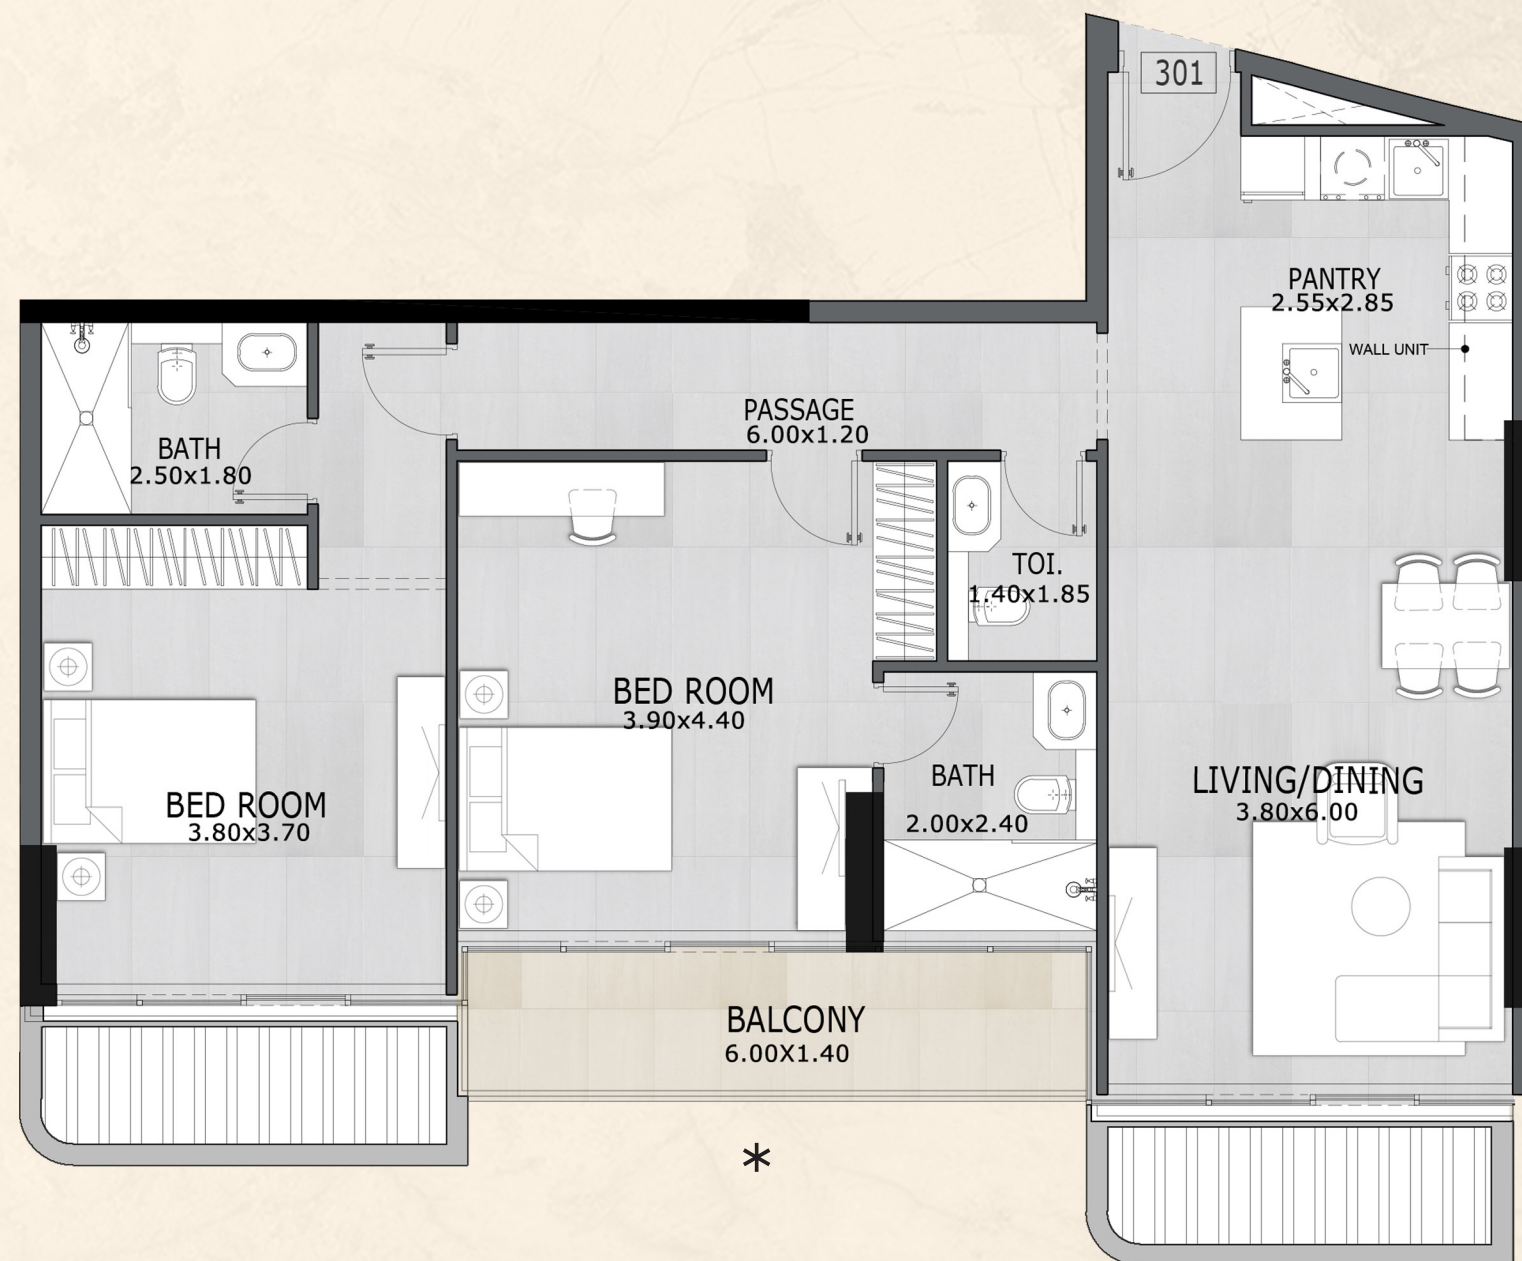 301
PANTRY
2.55x2.85
WALL UNIT
PASSAGE
6.00x1.20
BATH
2.50x1.80
TOI.
1.40x1.85
BED ROOM
3.90x4.40
BATH
2.00x2.40
LIVING/DINING
3.80x6.00
BED ROOM
3.80x3.70
BALCONY
6.00X1.40
*